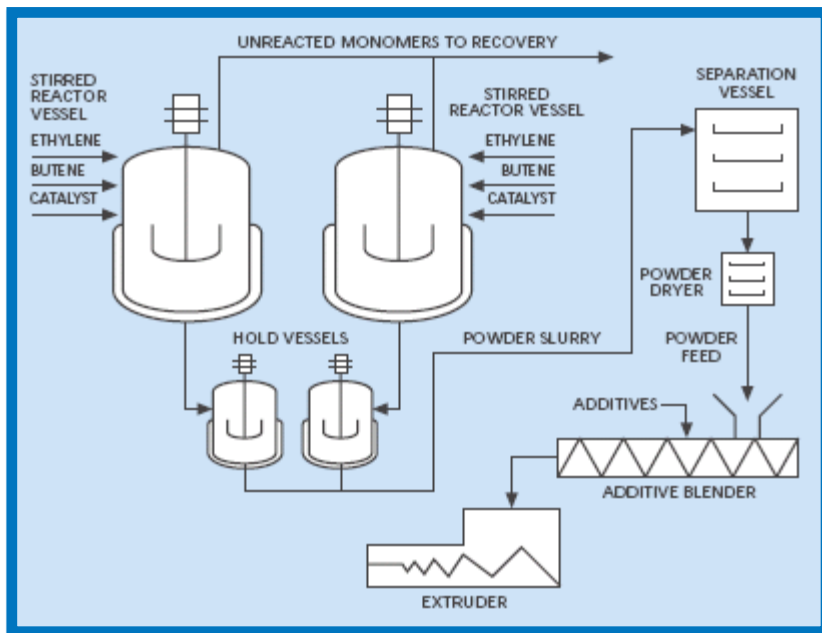 UNREACTED MONOMERS TO RECOVERY
STIRRED
REACTOR
VESSEL
ETHYLENE
BUTENE
CATALYST
STIRRED
REACTOR VESSEL
ETHYLENE
BUTENE
CATALYST
SEPARATION
VESSEL
POWDER
DRYER
HOLD VESSELS
POWDER SLURRY
POWDER
FEED
ADDITIVES
ADDITIVE BLENDER
EXTRUDER